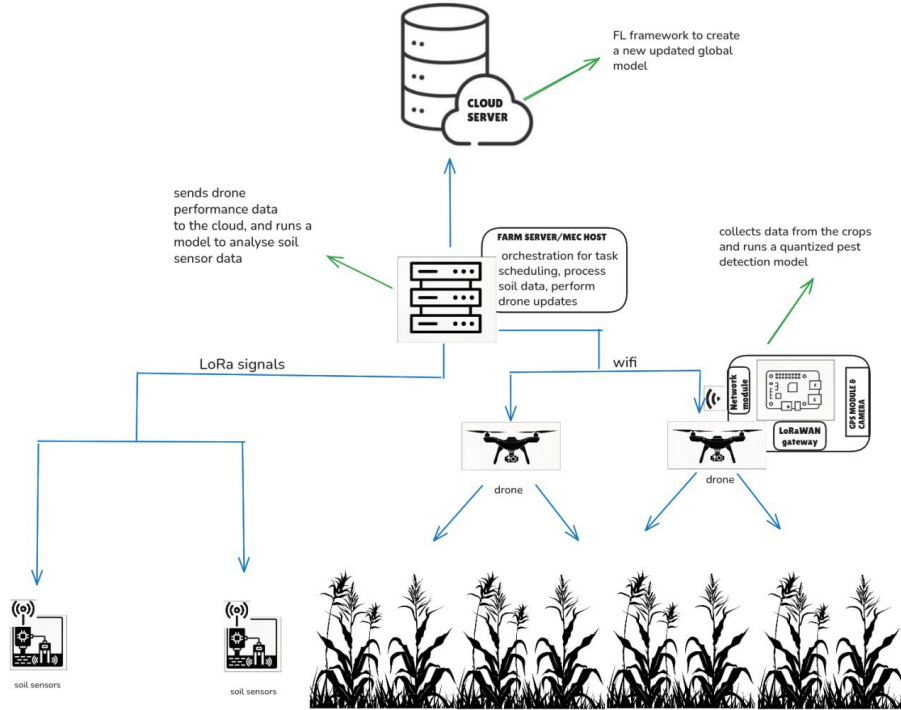 FL framework to create
a new updated global
model
CLOUD
SERVER
sends drone
performance data
to the cloud, and runs a
model to analyse soil
sensor data
FARM SERVER/MEC HOST
orchestration for task
scheduling, process
soil data, perform
drone updates
collects data from the crops
and runs a quantized pest
detection model
LoRa signals
wifi
Network
module
GPS MODULE &
CAMERA
LoRaWAN
gateway
drone
drone
soil sensors
soil sensors